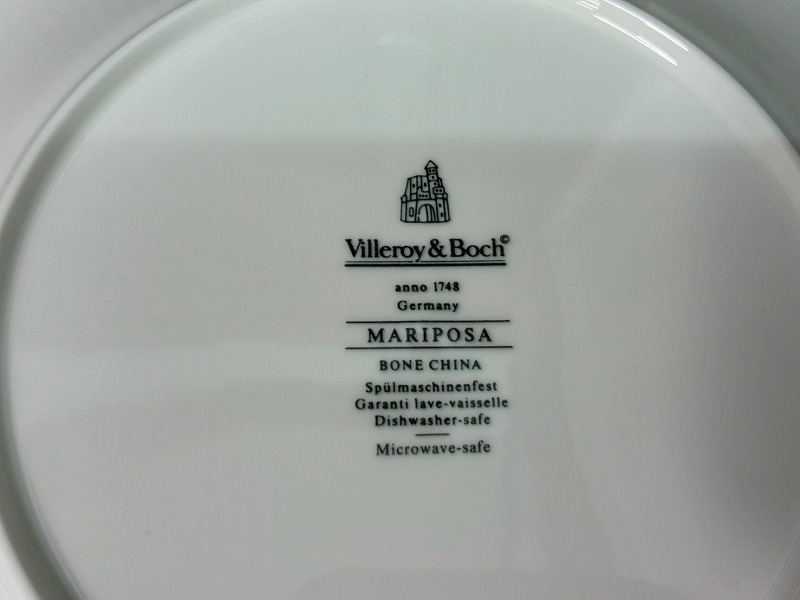 Villeroy & Boch©
anno 1748
Germany
MARIPOSA
BONE CHINA
Spülmaschinenfest
Garanti lave-vaisselle
Dishwasher-safe
Microwave-safe